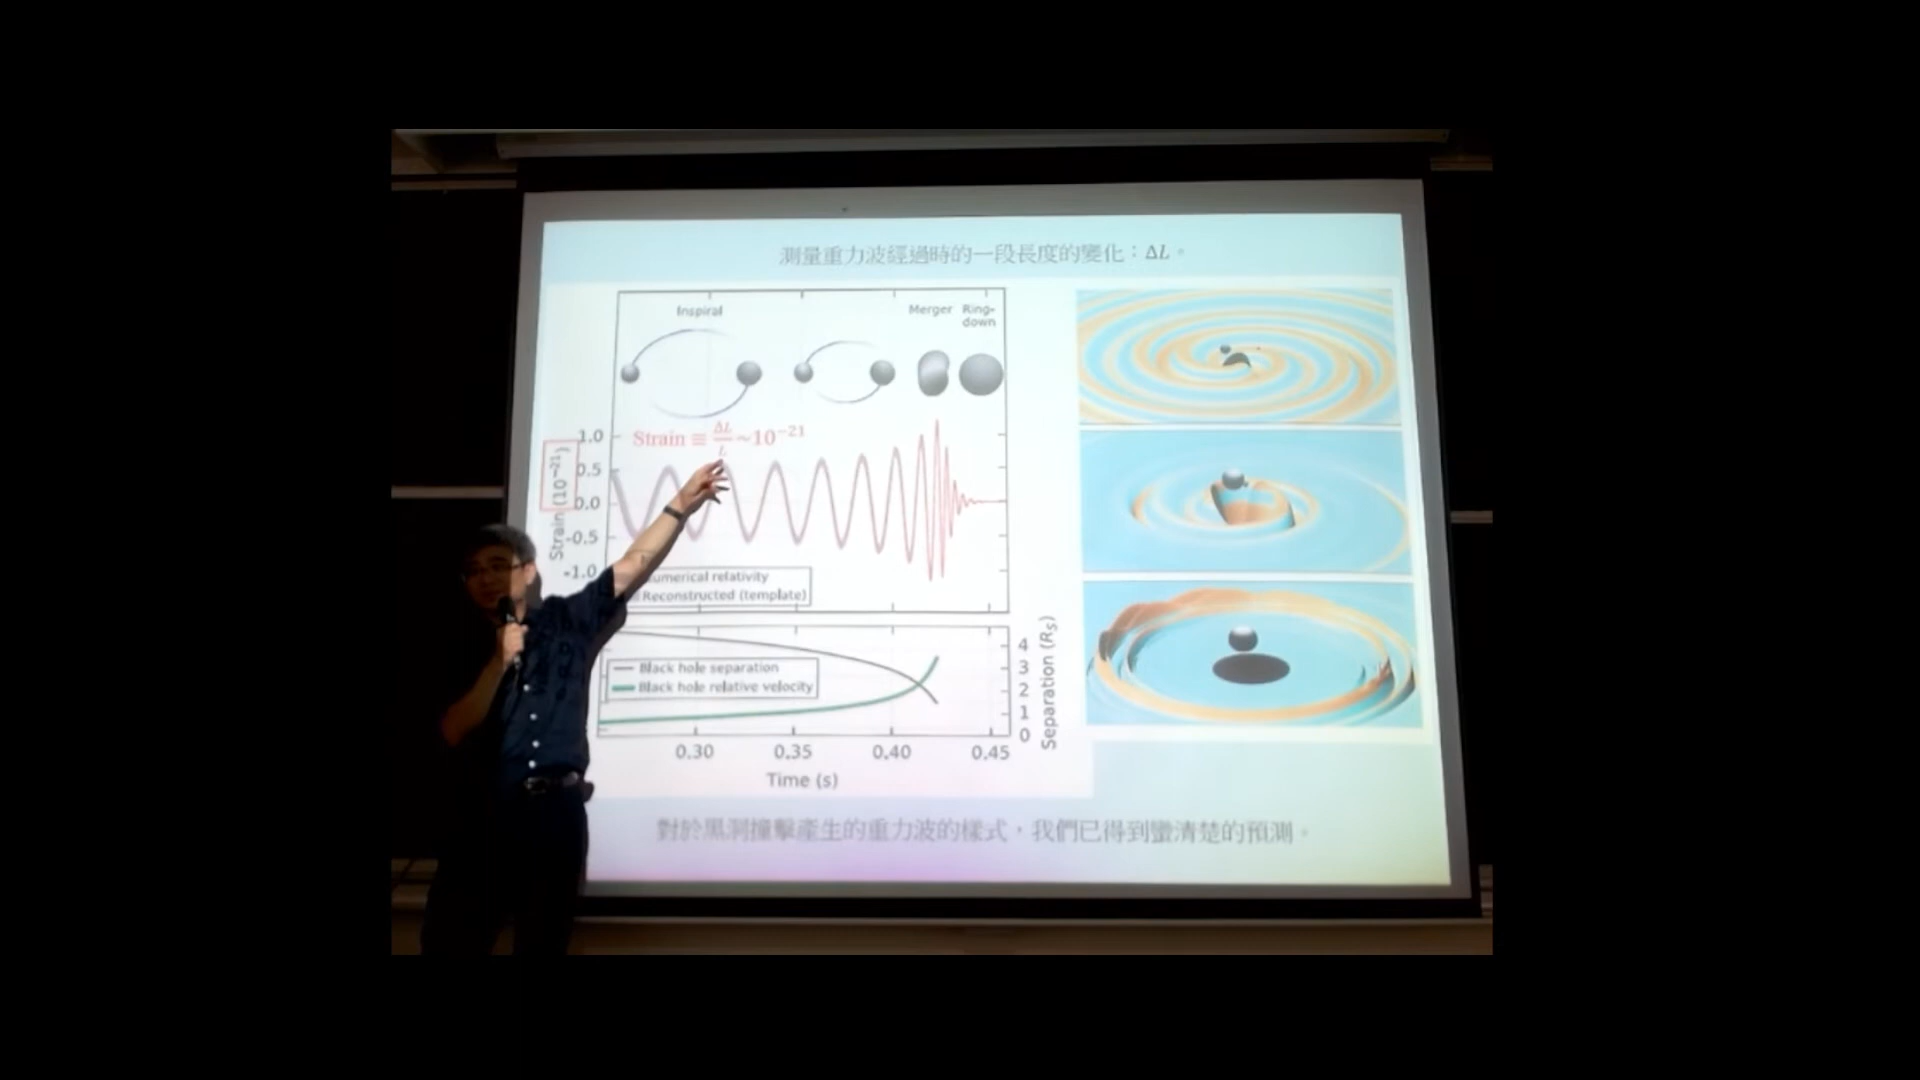 測量重力波經過時的一段長度的變化：ΔL。
Inspiral
Merger
Ring-
down
Strain ≡ ΔL/L ~10⁻²¹
Strain (10⁻²¹)
1.0
0.5
0.0
-0.5
-1.0
Numerical relativity
Reconstructed (template)
Black hole separation
Black hole relative velocity
4
3
2
1
0
Separation (RS)
0.30
0.35
0.40
0.45
Time (s)
對於黑洞撞擊產生的重力波的樣式，我們已得到蠻清楚的預測。